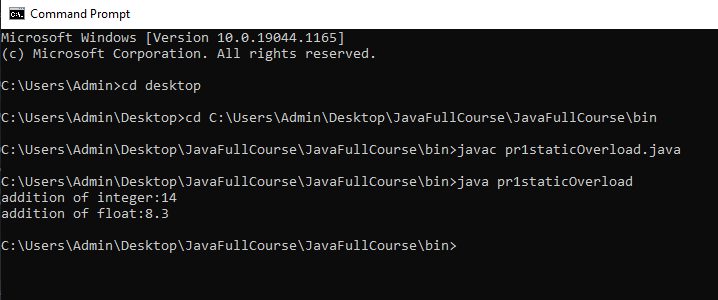 Command Prompt
Microsoft Windows [Version 10.0.19044.1165]
(c) Microsoft Corporation. All rights reserved.
C:\Users\Admin>cd desktop
C:\Users\Admin\Desktop>cd C:\Users\Admin\Desktop\JavaFullCourse\JavaFullCourse\bin
C:\Users\Admin\Desktop\JavaFullCourse\JavaFullCourse\bin>javac pr1staticOverload.java
C:\Users\Admin\Desktop\JavaFullCourse\JavaFullCourse\bin>java pr1staticOverload
addition of integer:14
addition of float:8.3
C:\Users\Admin\Desktop\JavaFullCourse\JavaFullCourse\bin>